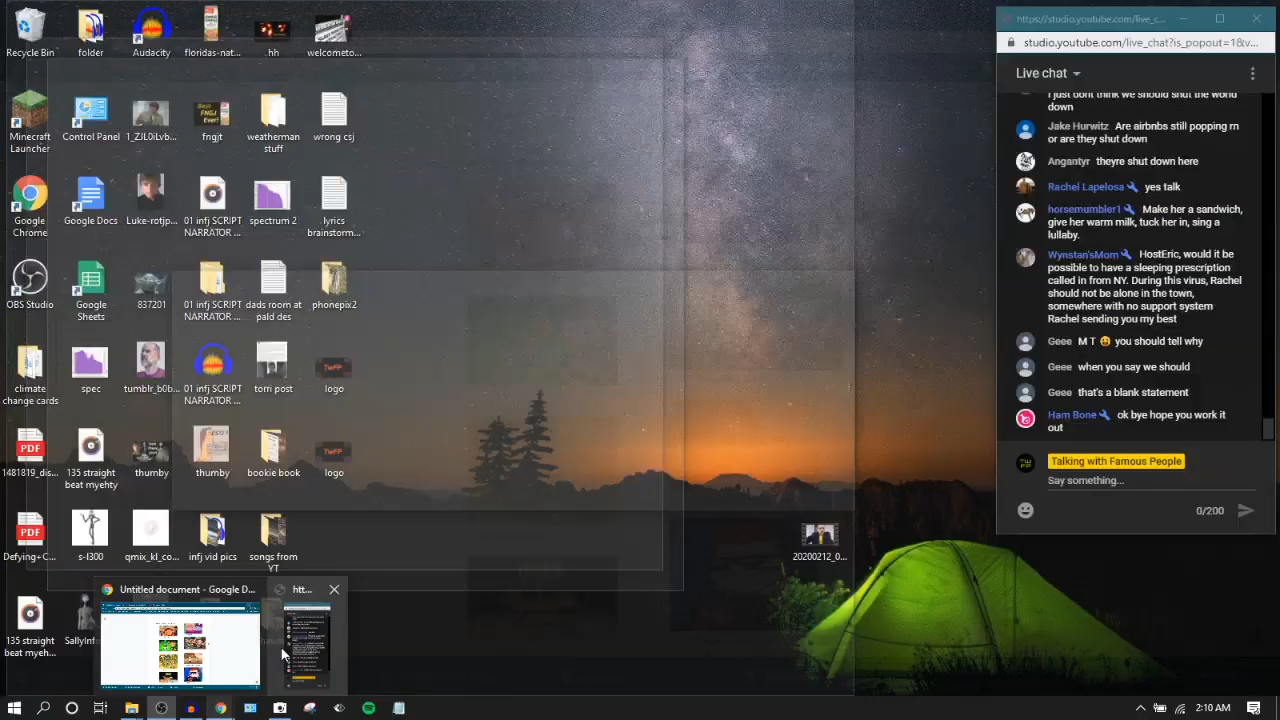 Recycle Bin
folder
Audacity
floridas-nat...
hh
welcometo...
Minecraft
Launcher
Control Panel
1_ZJL0iLvb...
fngjt
weatherman
stuff
wrong csj
Google
Chrome
Google Docs
Luke-rotjp...
01 infj SCRIPT
NARRATOR ...
spectrum 2
lyrics
brainstorm...
OBS Studio
Google
Sheets
837201
01 infj SCRIPT
NARRATOR ...
dads room at
pald des
phonepix2
climate
change cards
spec
tumblr_b0b...
01 infj SCRIPT
NARRATOR ...
torri post
logo
PDF
1481819_dis...
135 straight
beat myehty
thumby
thumby
bookie book
logo
PDF
Defying+C...
s-l300
qmix_kl_co...
infj vid pics
songs from
YT
20200212_0...
135 straight
Untitled document - Google D...
htt...
https://studio.youtube.com/live_c...
studio.youtube.com/live_chat?is_popout=1&v...
Live chat
I just dont think we should shut the world
down
Jake Hurwitz Are airbnbs still popping rn
or are they shut down
Angantyr theyre shut down here
Rachel Lapelosa yes talk
horsemumbler1 Make her a sandwich,
give her warm milk, tuck her in, sing a
lullaby.
Wynstan'sMom HostEric, would it be
possible to have a sleeping prescription
called in from NY. During this virus, Rachel
should not be alone in the town,
somewhere with no support system
Rachel sending you my best
Geee M T 😀 you should tell why
Geee when you say we should
Geee that's a blank statement
Ham Bone ok bye hope you work it
out
TW
FP
Talking with Famous People
Say something...
0/200
2:10 AM